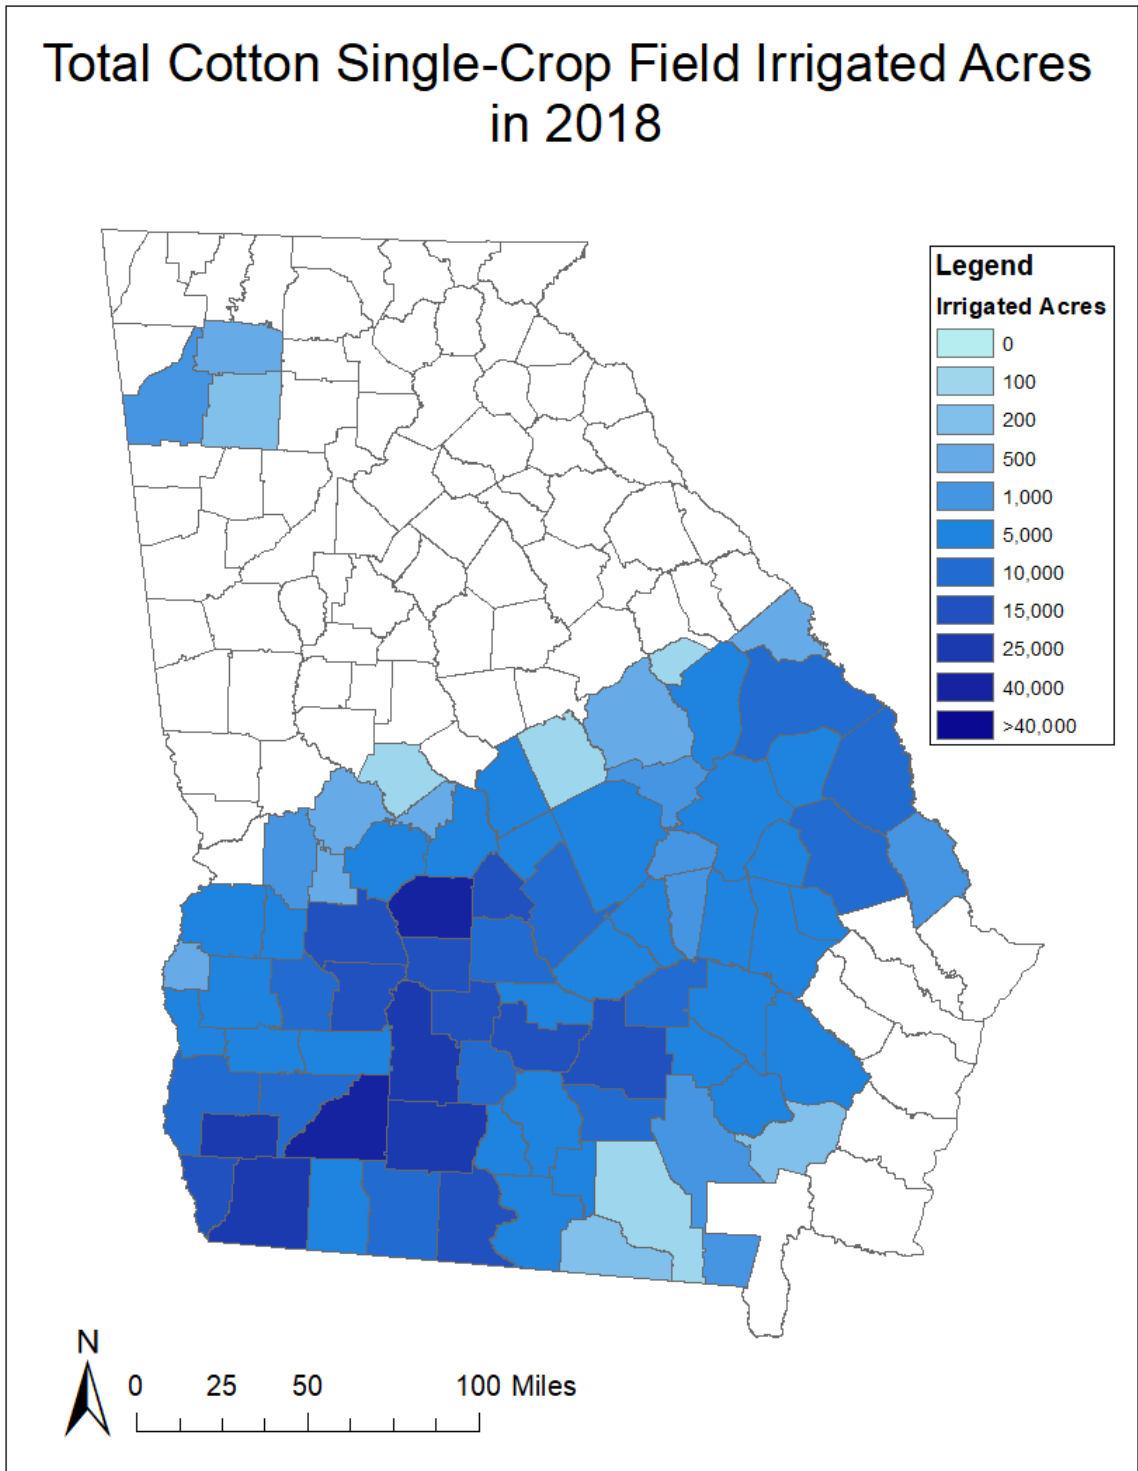 Total Cotton Single-Crop Field Irrigated Acres
in 2018
Legend
Irrigated Acres
0
100
200
500
1,000
5,000
10,000
15,000
25,000
40,000
>40,000
N
0 25 50 100 Miles